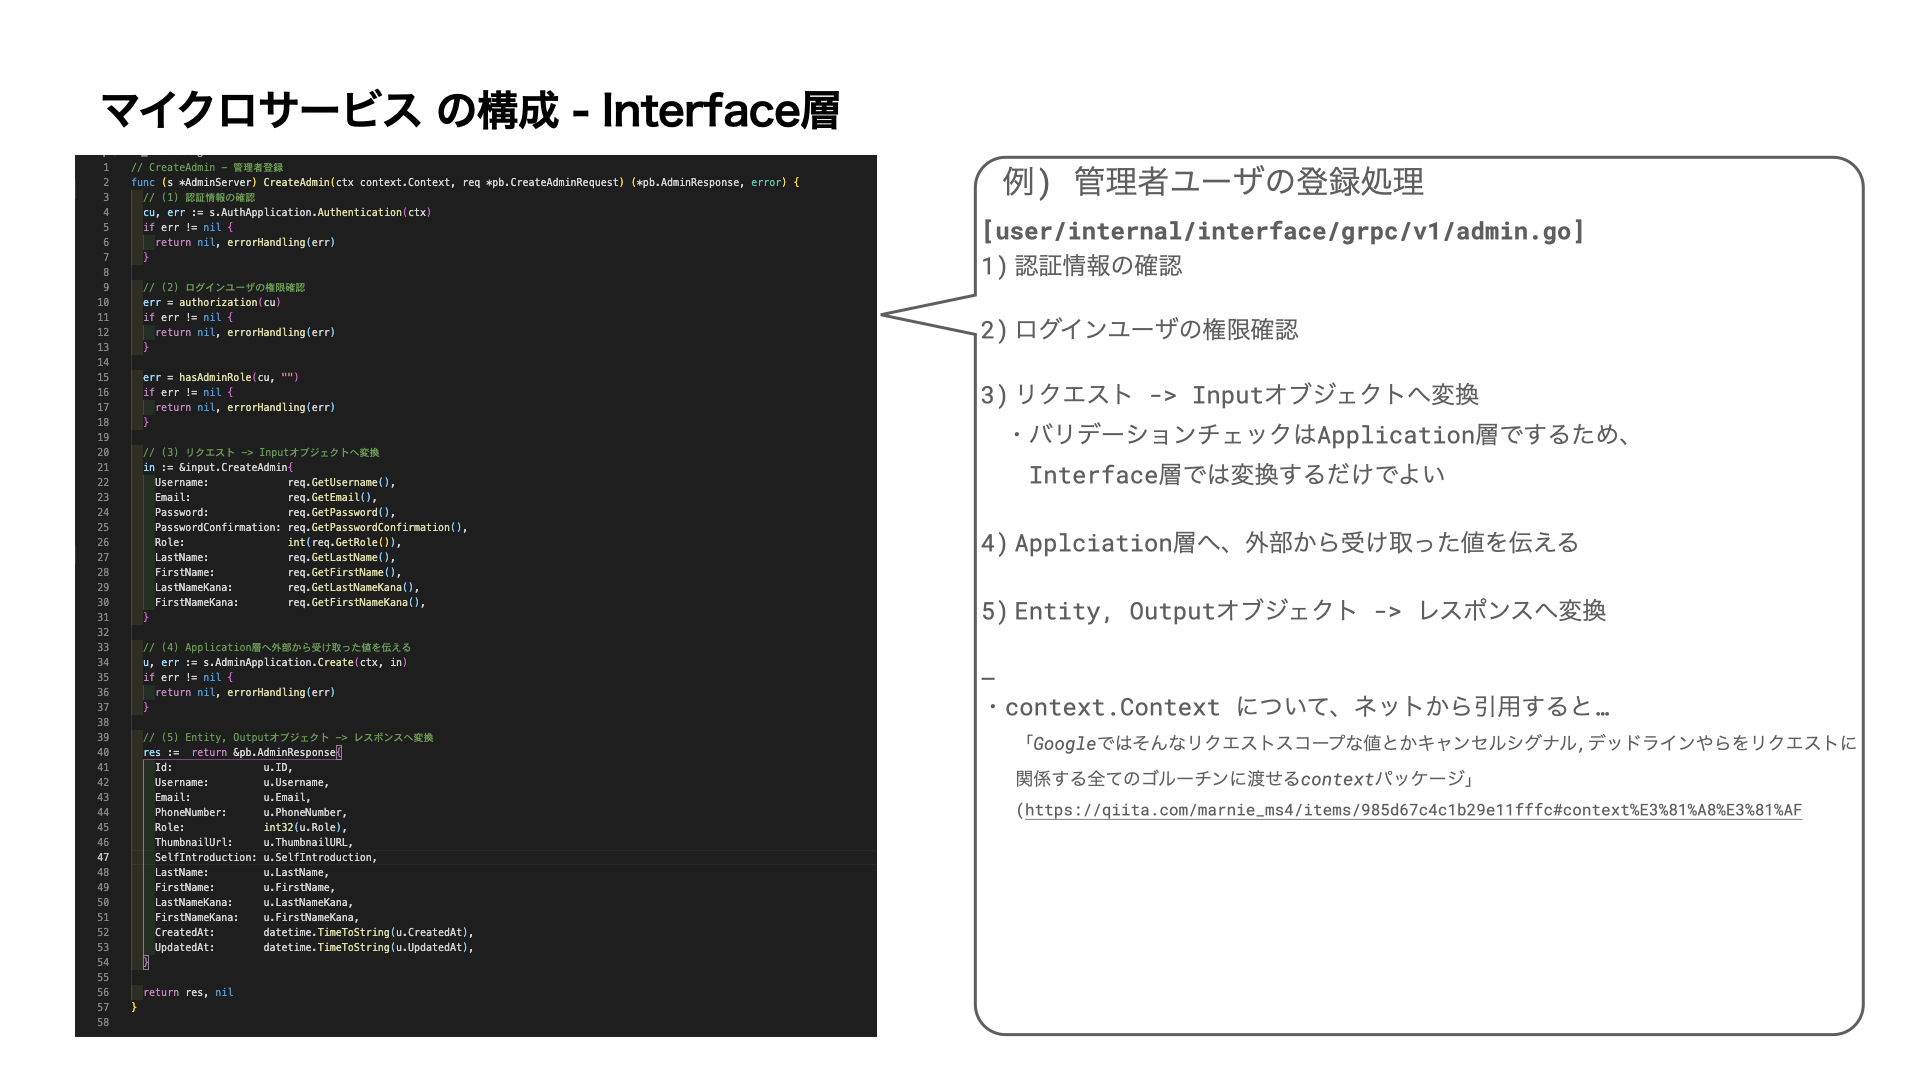 マイクロサービス の構成 - Interface層
1 // CreateAdmin - 管理者登録
2 func (s *AdminServer) CreateAdmin(ctx context.Context, req *pb.CreateAdminRequest) (*pb.AdminResponse, error) {
3 // (1) 認証情報の確認
4 cu, err := s.AuthApplication.Authentication(ctx)
5 if err != nil {
6 return nil, errorHandling(err)
7 }
8
9 // (2) ログインユーザの権限確認
10 err = authorization(cu)
11 if err != nil {
12 return nil, errorHandling(err)
13 }
14
15 err = hasAdminRole(cu, "")
16 if err != nil {
17 return nil, errorHandling(err)
18 }
19
20 // (3) リクエスト -> Inputオブジェクトへ変換
21 in := &input.CreateAdmin{
22 Username: req.GetUsername(),
23 Email: req.GetEmail(),
24 Password: req.GetPassword(),
25 PasswordConfirmation: req.GetPasswordConfirmation(),
26 Role: int(req.GetRole()),
27 LastName: req.GetLastName(),
28 FirstName: req.GetFirstName(),
29 LastNameKana: req.GetLastNameKana(),
30 FirstNameKana: req.GetFirstNameKana(),
31 }
32
33 // (4) Application層へ外部から受け取った値を伝える
34 u, err := s.AdminApplication.Create(ctx, in)
35 if err != nil {
36 return nil, errorHandling(err)
37 }
38
39 // (5) Entity, Outputオブジェクト -> レスポンスへ変換
40 res := return &pb.AdminResponse{
41 Id: u.ID,
42 Username: u.Username,
43 Email: u.Email,
44 PhoneNumber: u.PhoneNumber,
45 Role: int32(u.Role),
46 ThumbnailUrl: u.ThumbnailURL,
47 SelfIntroduction: u.SelfIntroduction,
48 LastName: u.LastName,
49 FirstName: u.FirstName,
50 LastNameKana: u.LastNameKana,
51 FirstNameKana: u.FirstNameKana,
52 CreatedAt: datetime.TimeToString(u.CreatedAt),
53 UpdatedAt: datetime.TimeToString(u.UpdatedAt),
54 }
55
56 return res, nil
57 }
58
例) 管理者ユーザの登録処理
[user/internal/interface/grpc/v1/admin.go]
1) 認証情報の確認
2) ログインユーザの権限確認
3) リクエスト -> Inputオブジェクトへ変換
・バリデーションチェックはApplication層でするため、
Interface層では変換するだけでよい
4) Applciation層へ、外部から受け取った値を伝える
5) Entity, Outputオブジェクト -> レスポンスへ変換
—
・context.Context について、ネットから引用すると…
「Googleではそんなリクエストスコープな値とかキャンセルシグナル,デッドラインやらをリクエストに
関係する全てのゴルーチンに渡せるcontextパッケージ」
(https://qiita.com/marnie_ms4/items/985d67c4c1b29e11fffc#context%E3%81%A8%E3%81%AF